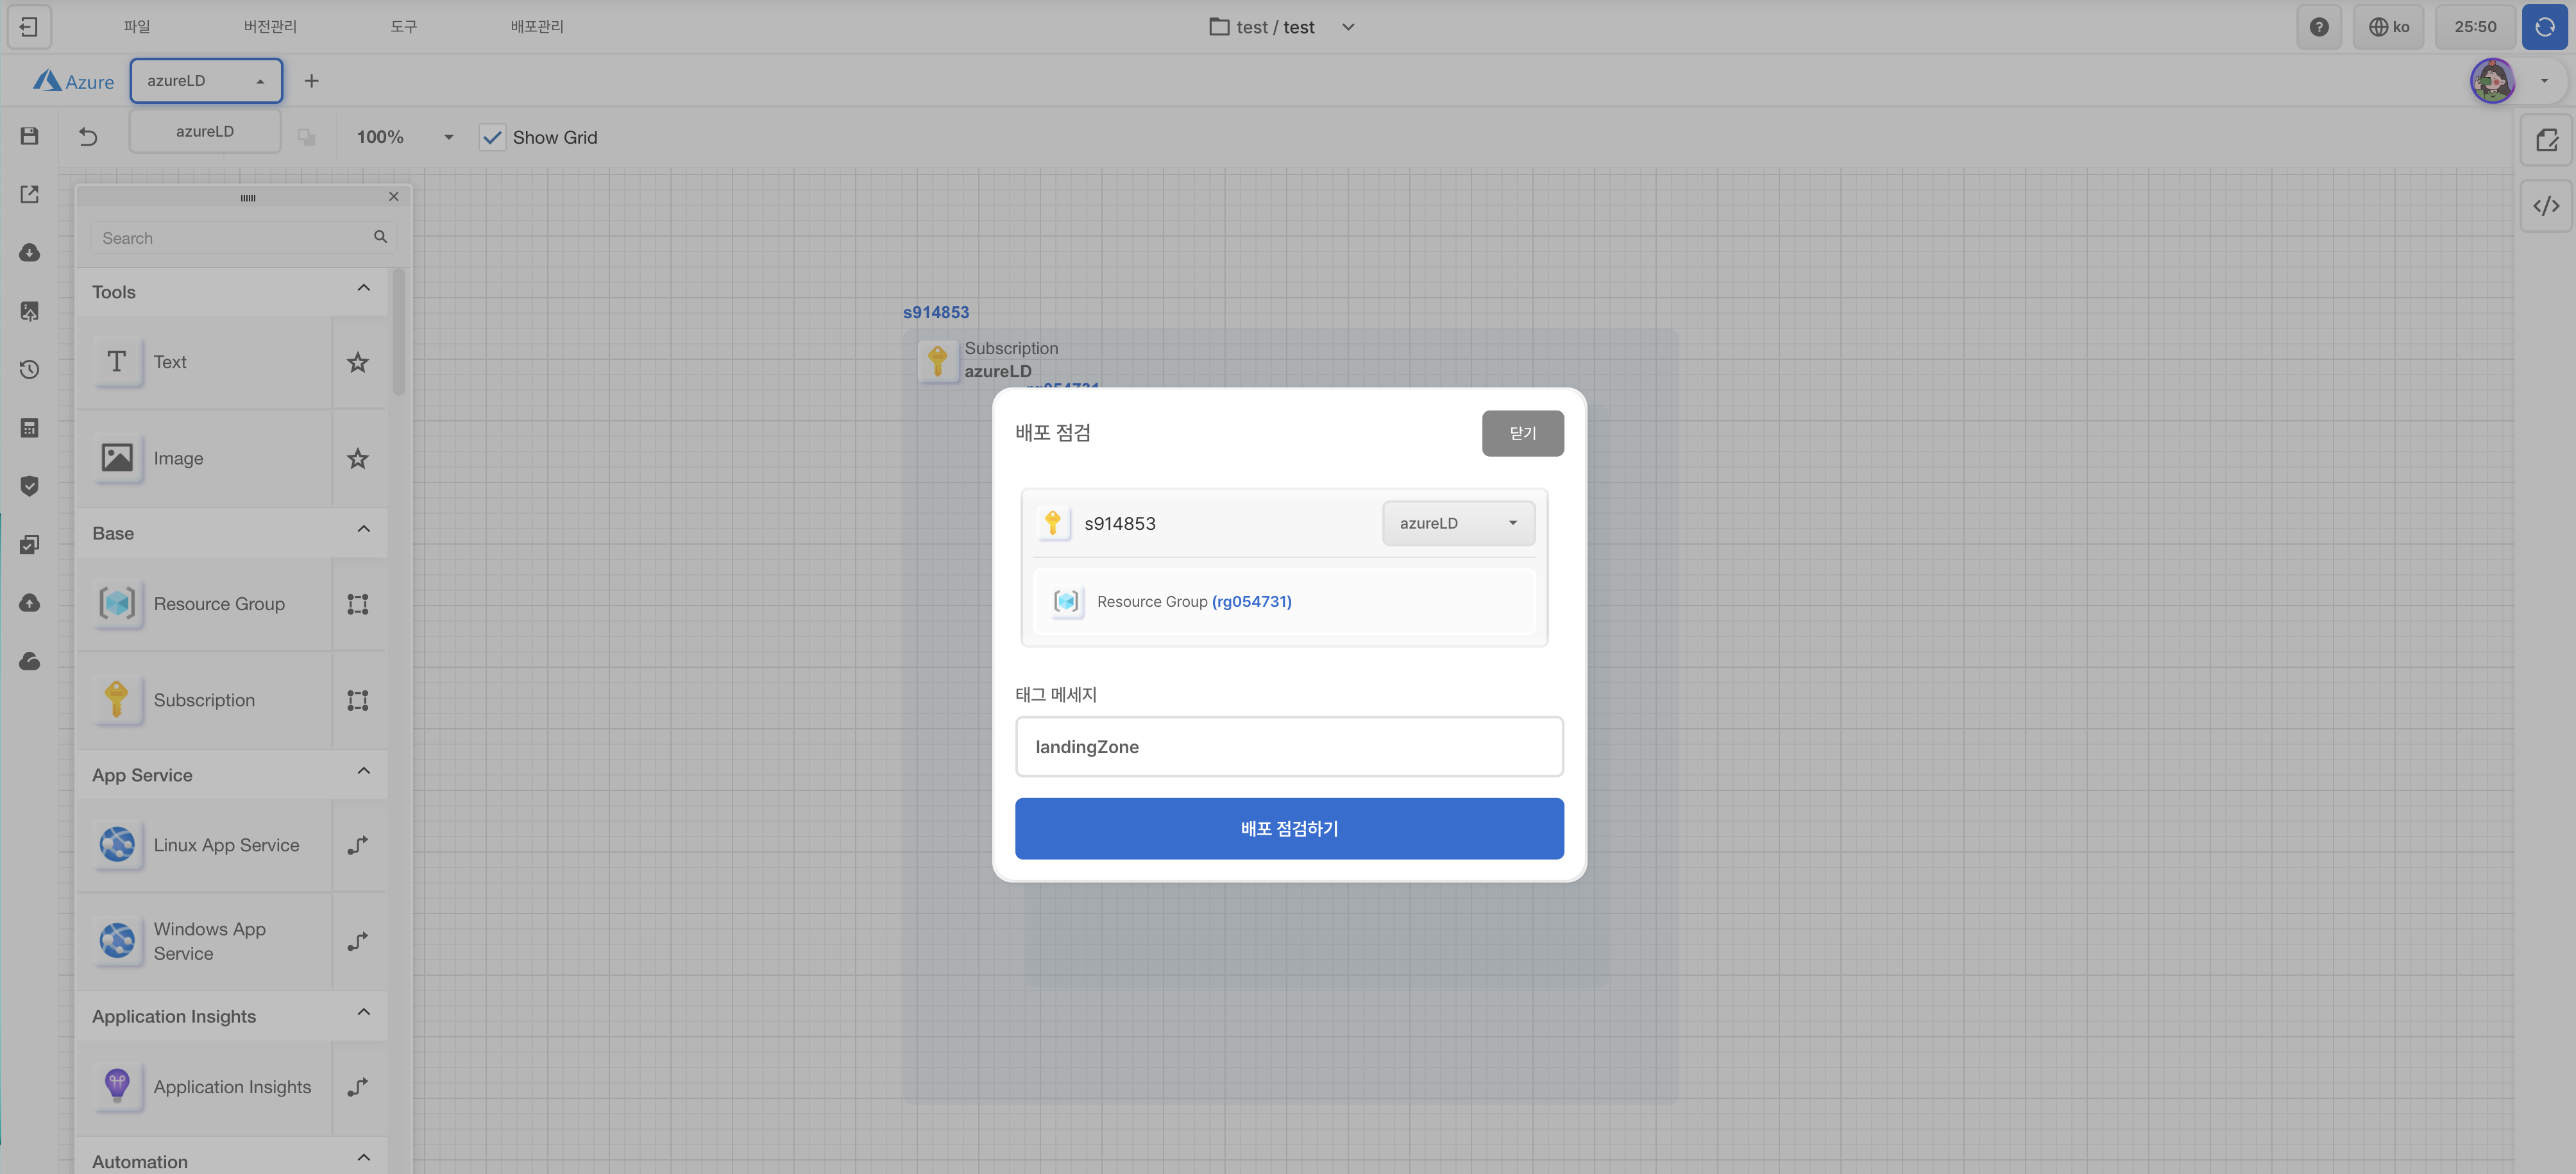 파일
버전관리
도구
배포관리
test / test
ko
25:50
Azure
azureLD
azureLD
100%
Show Grid
Search
Tools
Text
Image
Base
Resource Group
Subscription
App Service
Linux App Service
Windows App
Service
Application Insights
Application Insights
Automation
s914853
Subscription
azureLD
rg054731
배포 점검
닫기
s914853
azureLD
Resource Group (rg054731)
태그 메세지
landingZone
배포 점검하기